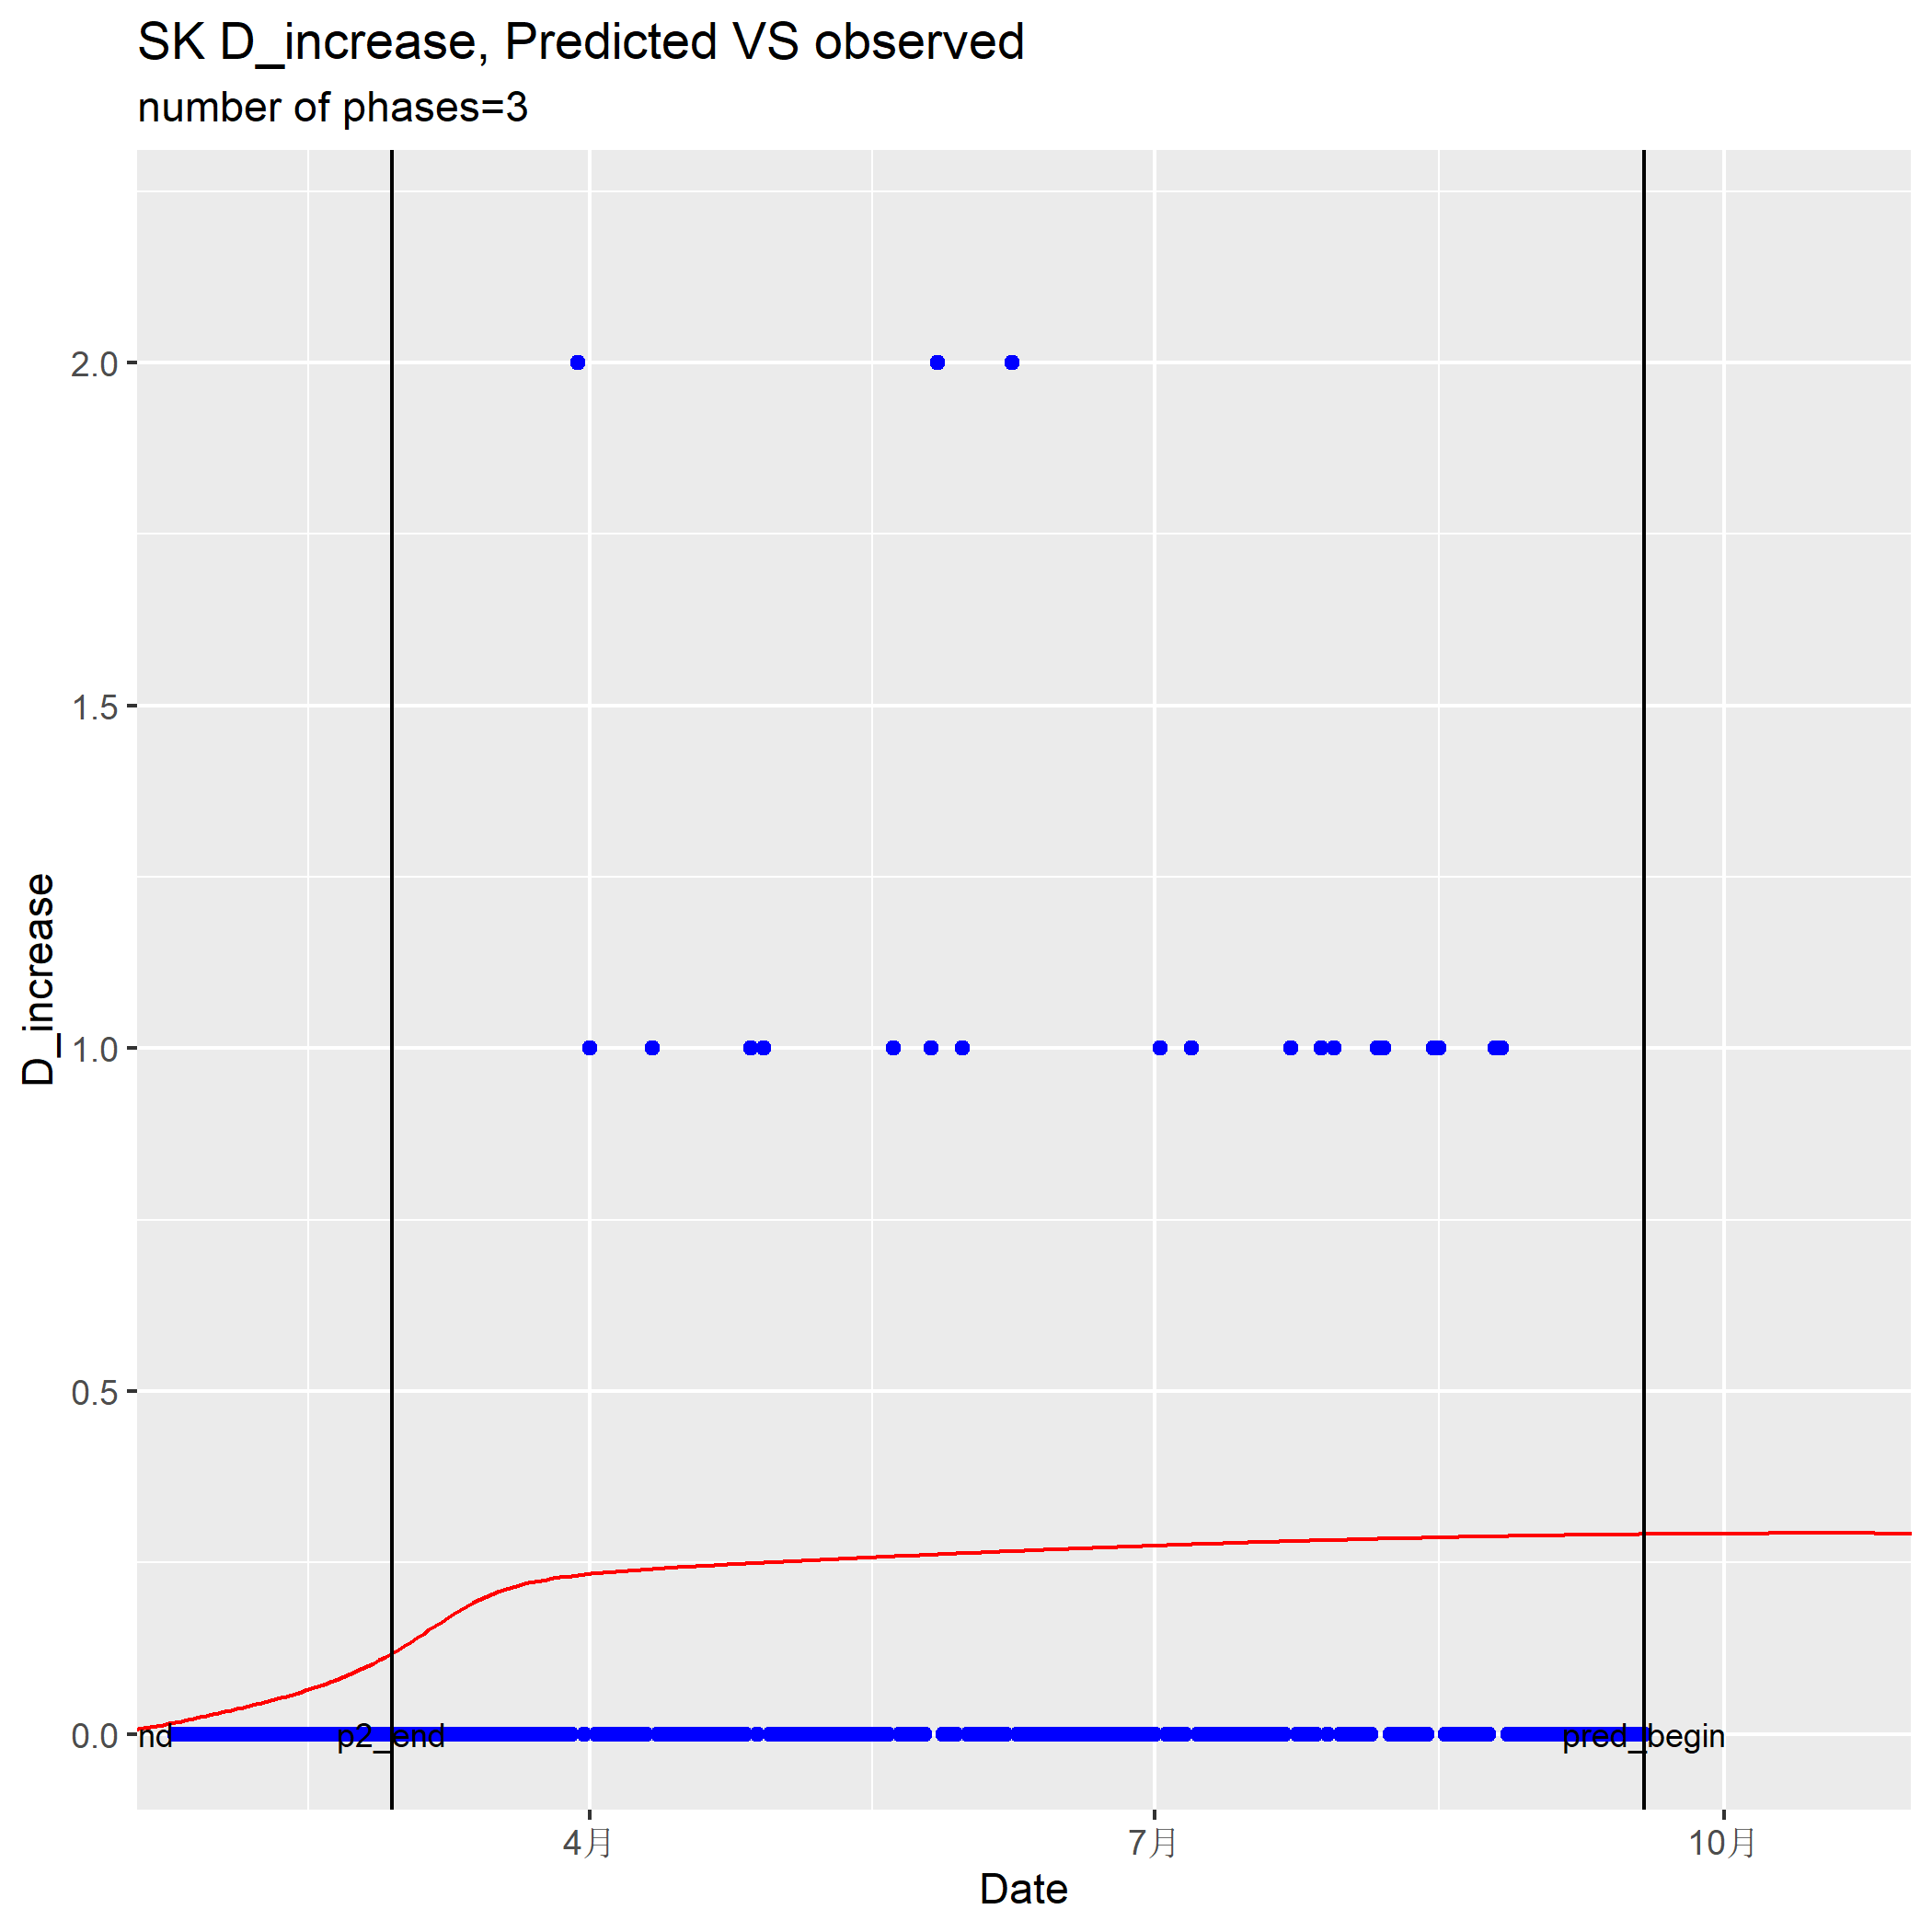 SK D_increase, Predicted VS observed
number of phases=3
D_increase
2.0
1.5
1.0
0.5
0.0
nd
p2_end
pred_begin
4月
7月
10月
Date